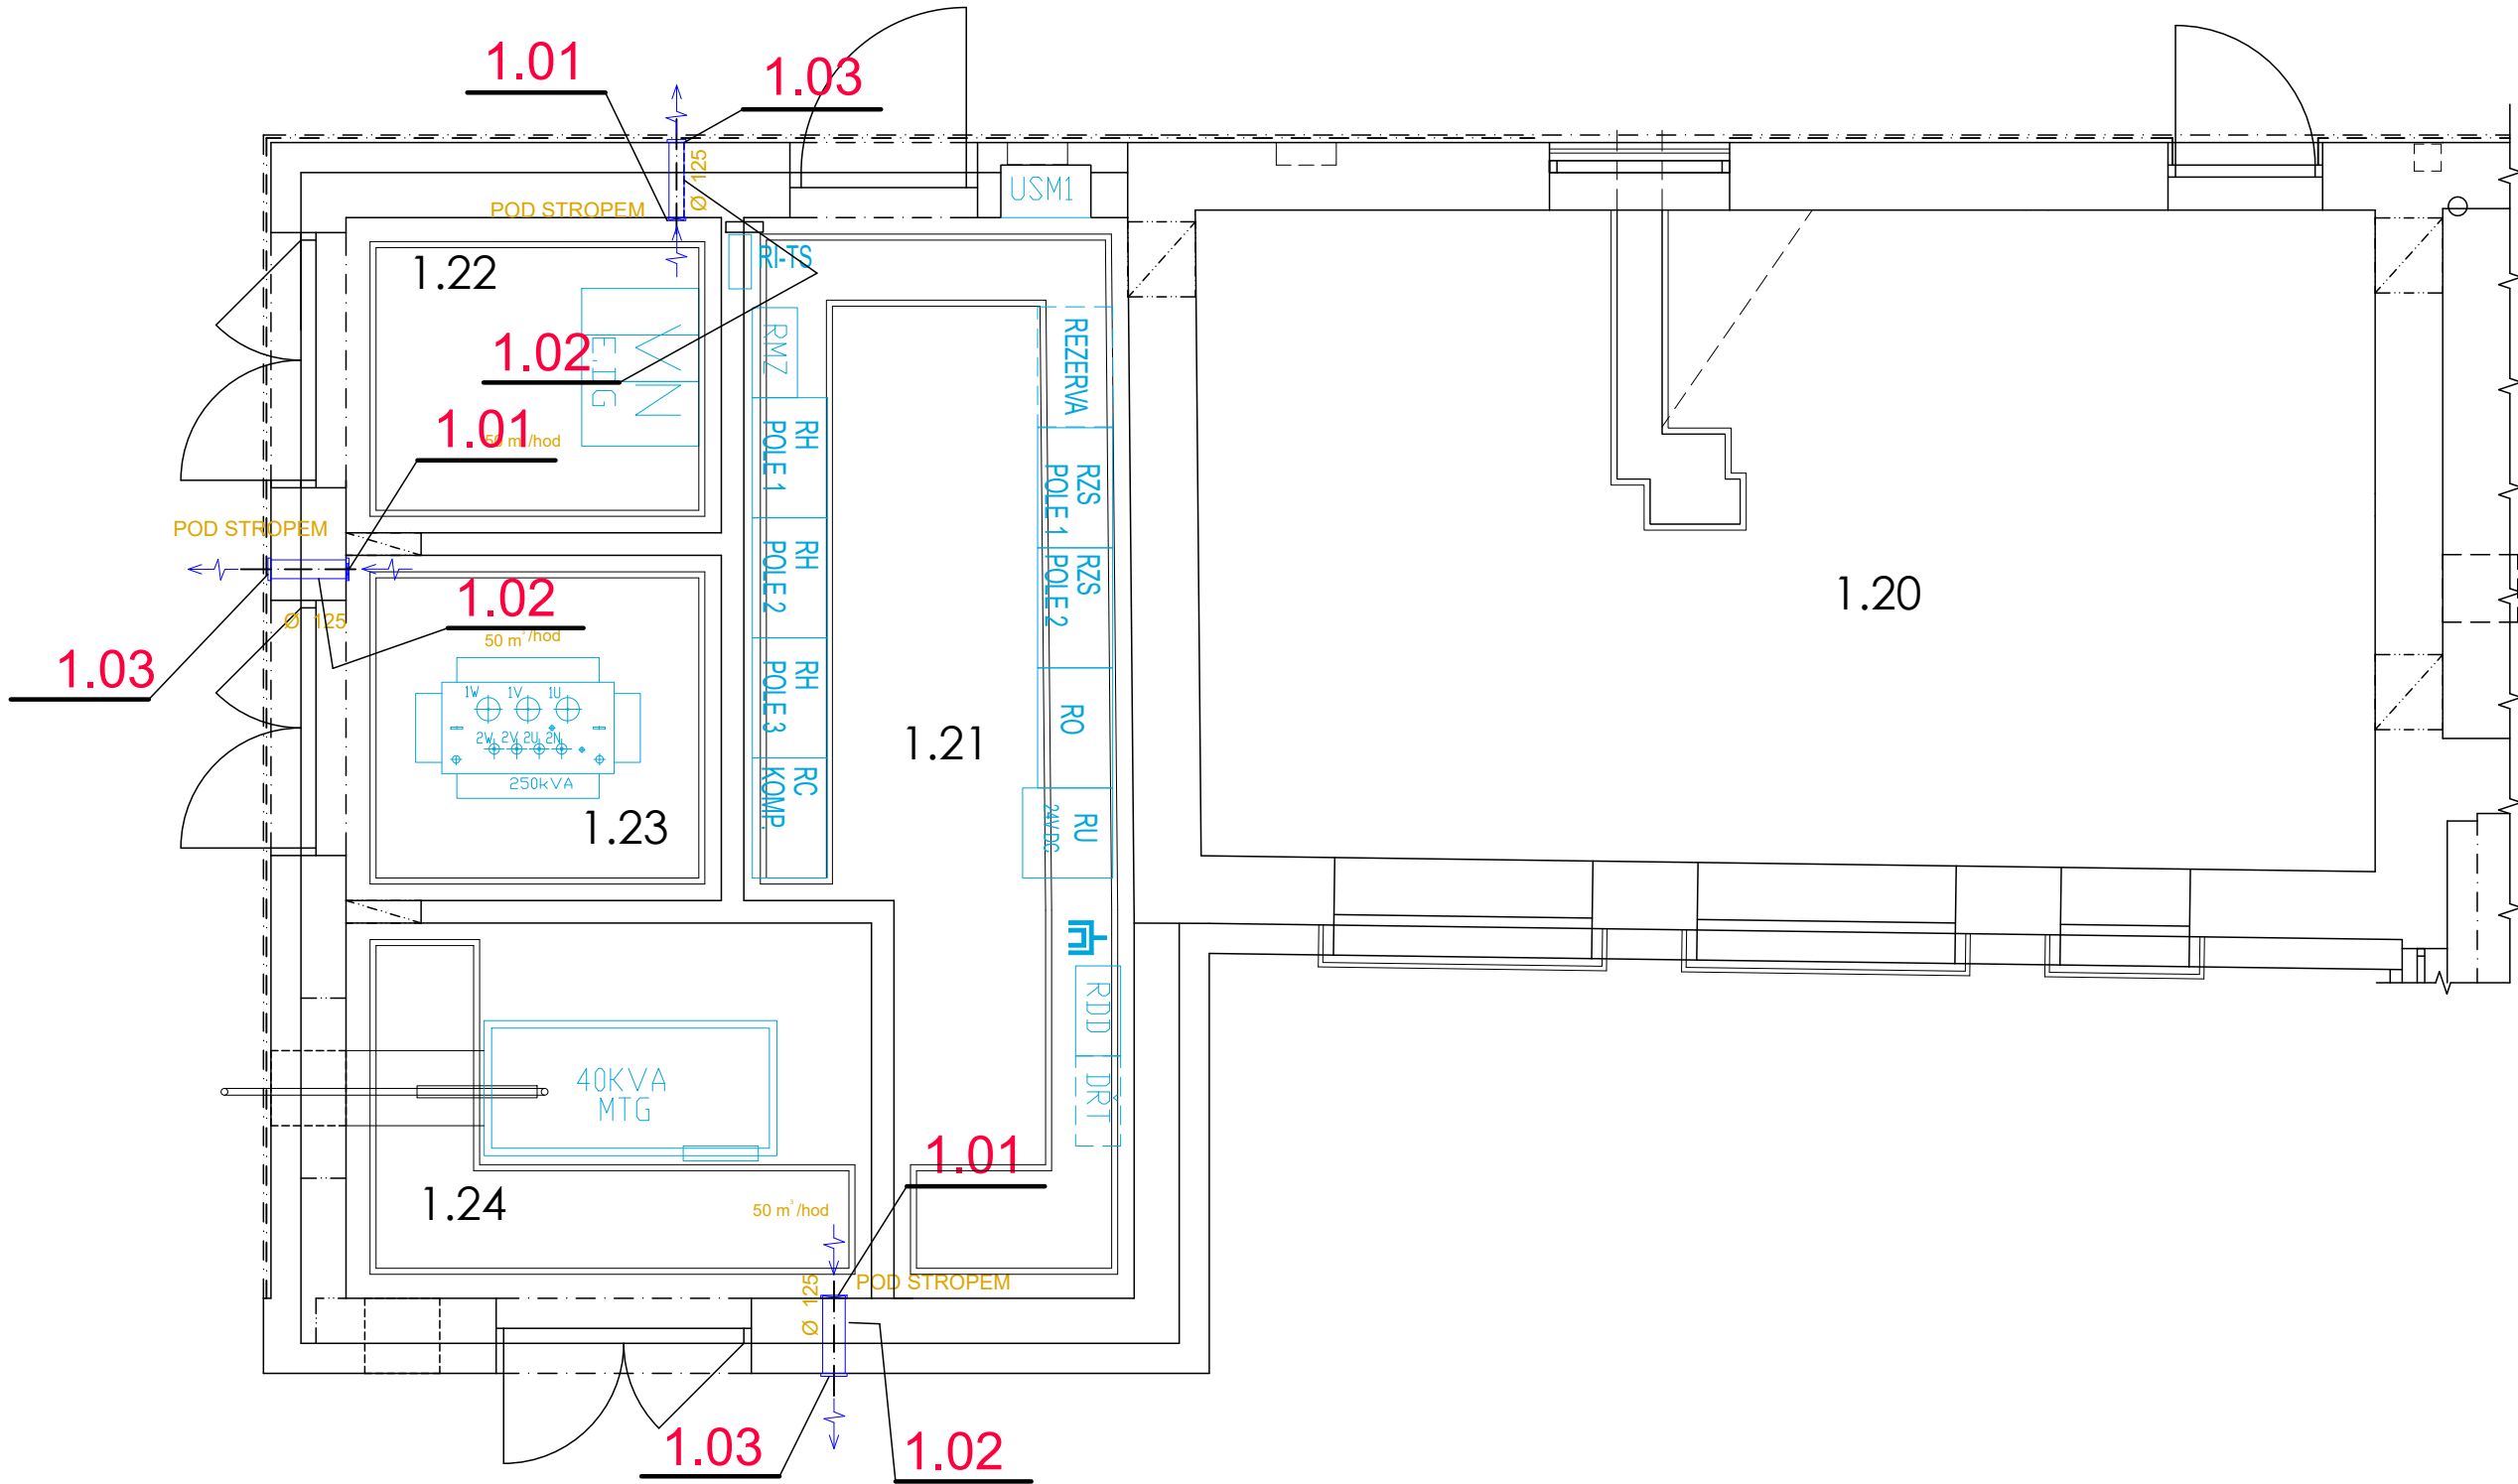 1.01
1.03
Ø 125
USM1
POD STROPEM
1.22
RI-TS
RMZ
REZERVA
1.02
VN
E.IG
1.01
50 m³/hod
RH
POLE 1
RZS
POLE 1
POD STROPEM
RH
POLE 2
RZS
POLE 2
1.20
1.02
Ø 125
50 m³/hod
1.03
RH
POLE 3
1W 1V 1U
2W 2V 2U 2N
250kVA
RO
1.21
RC
KOMP.
RU
24V DC
1.23
RDD
DŘT
40KVA
MTG
1.01
1.24
50 m³/hod
Ø 125
POD STROPEM
1.03
1.02